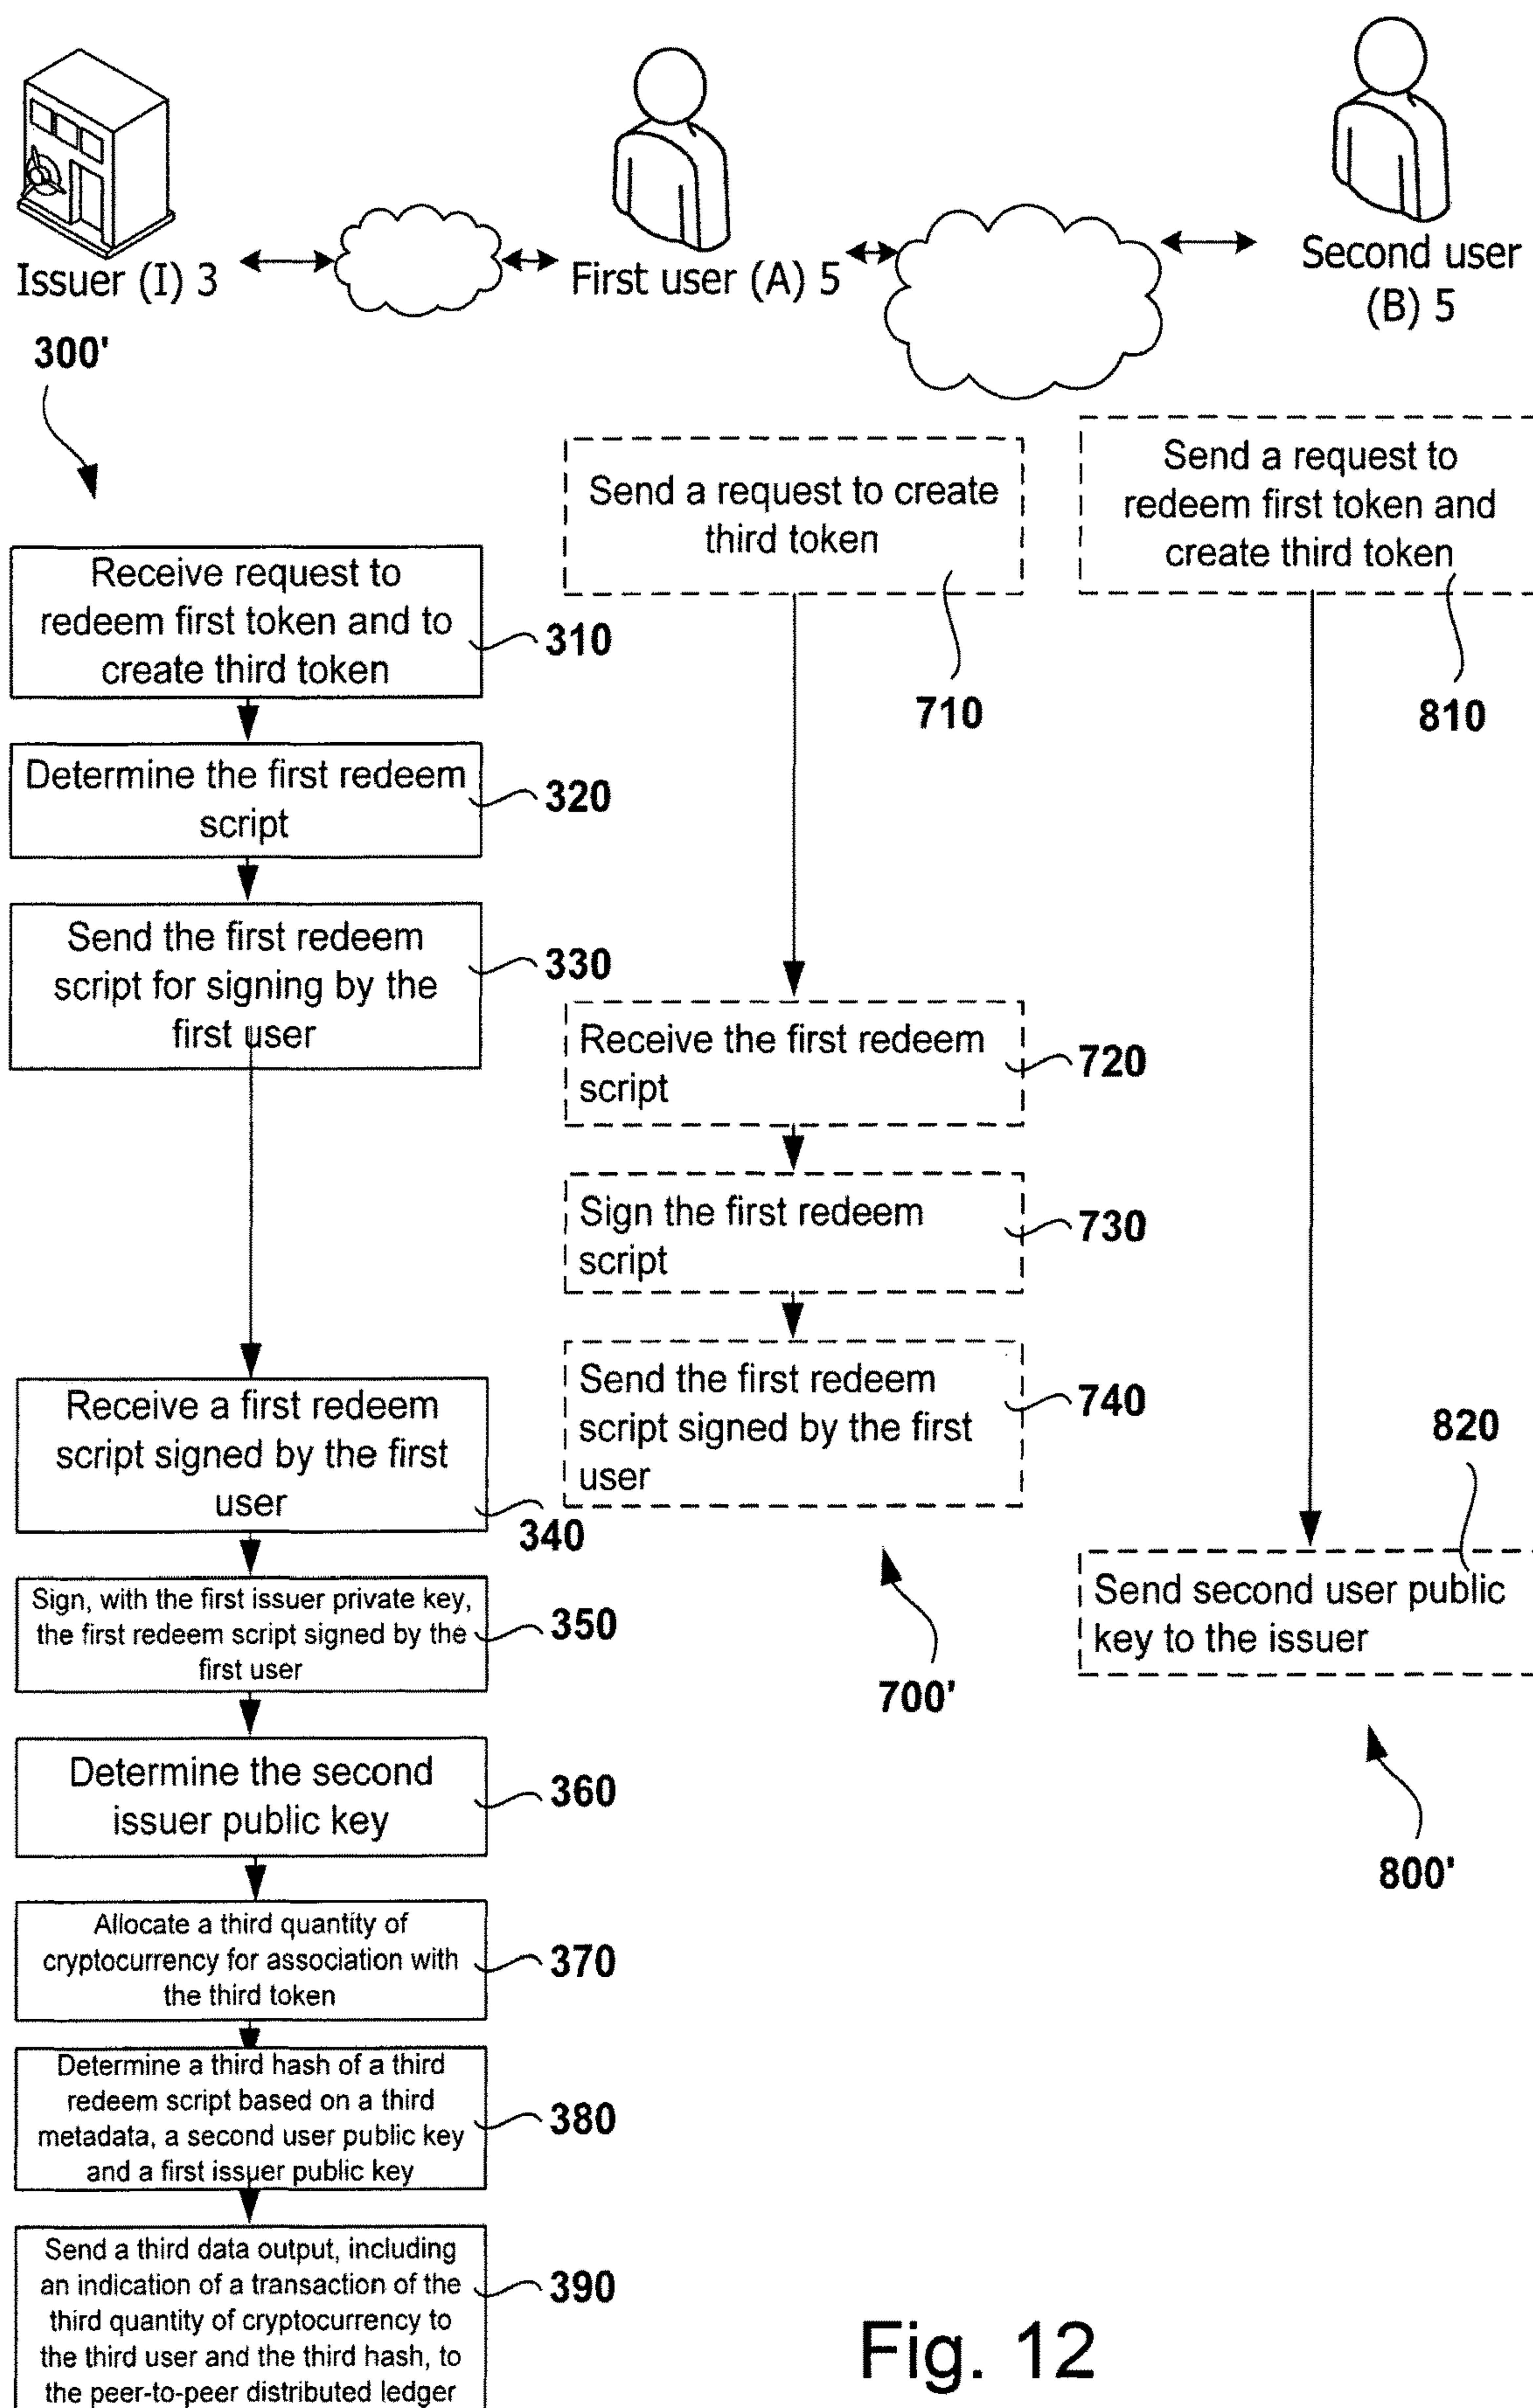 Issuer (I) 3
First user (A) 5
Second user
(B) 5
300'
Send a request to create
third token
710
Send a request to
redeem first token and
create third token
810
Receive request to
redeem first token and to
create third token
310
Determine the first redeem
script
320
Send the first redeem
script for signing by the
first user
330
Receive the first redeem
script
720
Sign the first redeem
script
730
Send the first redeem
script signed by the first
user
740
700'
820
Send second user public
key to the issuer
800'
Receive a first redeem
script signed by the first
user
340
Sign, with the first issuer private key,
the first redeem script signed by the
first user
350
Determine the second
issuer public key
360
Allocate a third quantity of
cryptocurrency for association with
the third token
370
Determine a third hash of a third
redeem script based on a third
metadata, a second user public key
and a first issuer public key
380
Send a third data output, including
an indication of a transaction of the
third quantity of cryptocurrency to
the third user and the third hash, to
the peer-to-peer distributed ledger
390
Fig. 12